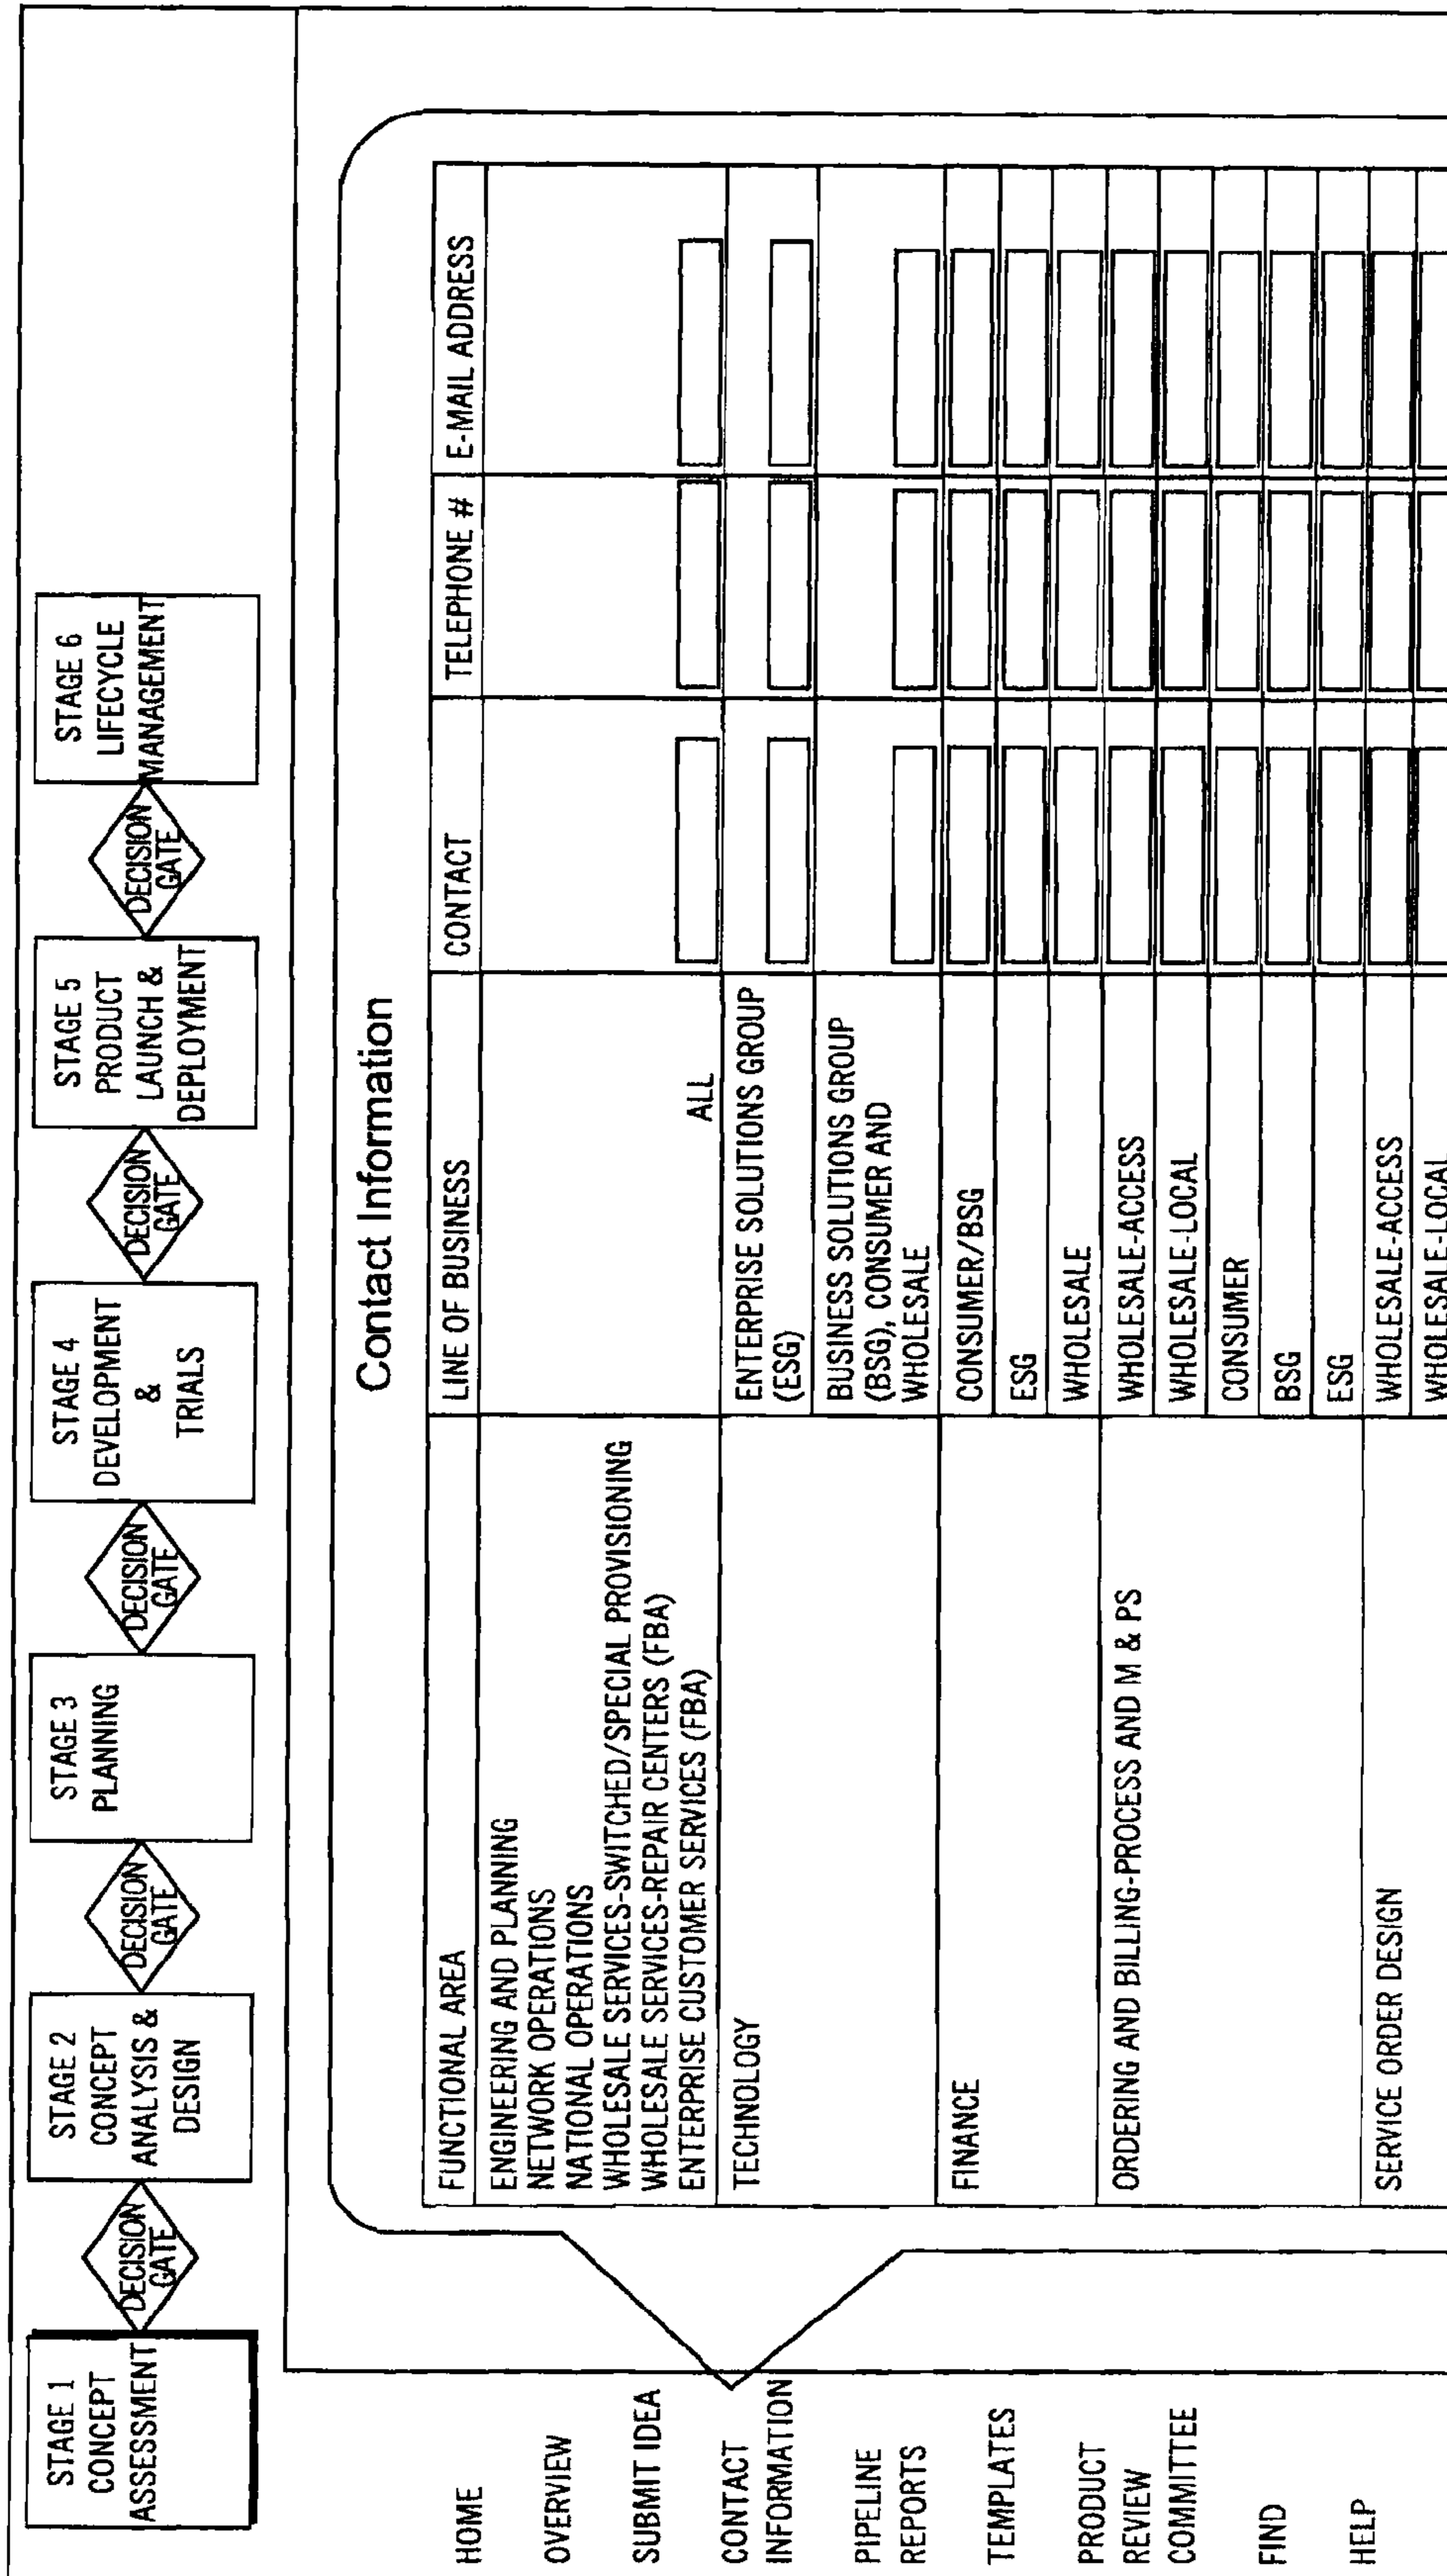 STAGE 1
CONCEPT
ASSESSMENT
DECISION
GATE
STAGE 2
CONCEPT
ANALYSIS &
DESIGN
DECISION
GATE
STAGE 3
PLANNING
DECISION
GATE
STAGE 4
DEVELOPMENT
&
TRIALS
DECISION
GATE
STAGE 5
PRODUCT
LAUNCH &
DEPLOYMENT
DECISION
GATE
STAGE 6
LIFECYCLE
MANAGEMENT
HOME
OVERVIEW
SUBMIT IDEA
CONTACT
INFORMATION
PIPELINE
REPORTS
TEMPLATES
PRODUCT
REVIEW
COMMITTEE
FIND
HELP
Contact Information
FUNCTIONAL AREA LINE OF BUSINESS CONTACT TELEPHONE # E-MAIL ADDRESS
ENGINEERING AND PLANNING
NETWORK OPERATIONS
NATIONAL OPERATIONS
WHOLESALE SERVICES-SWITCHED/SPECIAL PROVISIONING
WHOLESALE SERVICES-REPAIR CENTERS (FBA)
ENTERPRISE CUSTOMER SERVICES (FBA) ALL
TECHNOLOGY ENTERPRISE SOLUTIONS GROUP
(ESG)
BUSINESS SOLUTIONS GROUP
(BSG), CONSUMER AND
WHOLESALE
FINANCE CONSUMER/BSG
ESG
WHOLESALE
ORDERING AND BILLING-PROCESS AND M & PS WHOLESALE-ACCESS
WHOLESALE-LOCAL
CONSUMER
BSG
ESG
SERVICE ORDER DESIGN WHOLESALE-ACCESS
WHOLESALE-LOCAL